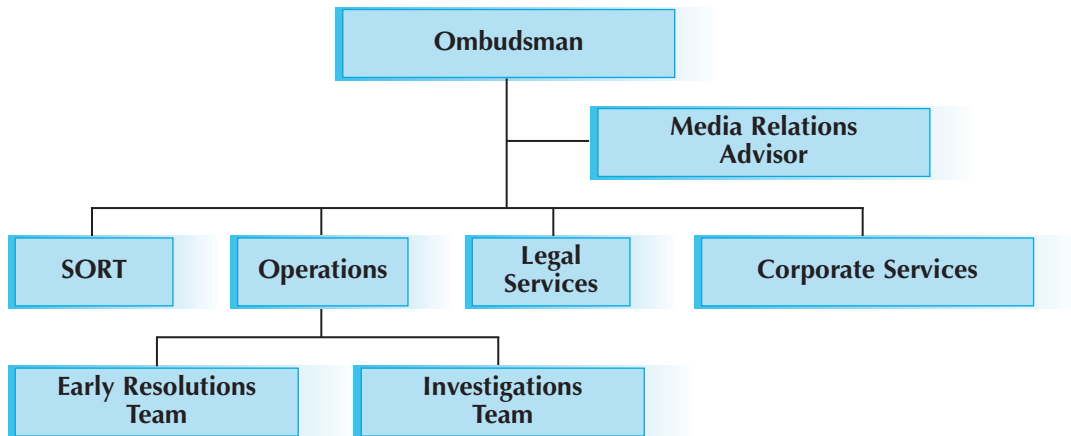 Ombudsman
Media Relations
Advisor
SORT
Operations
Legal
Services
Corporate Services
Early Resolutions
Team
Investigations
Team